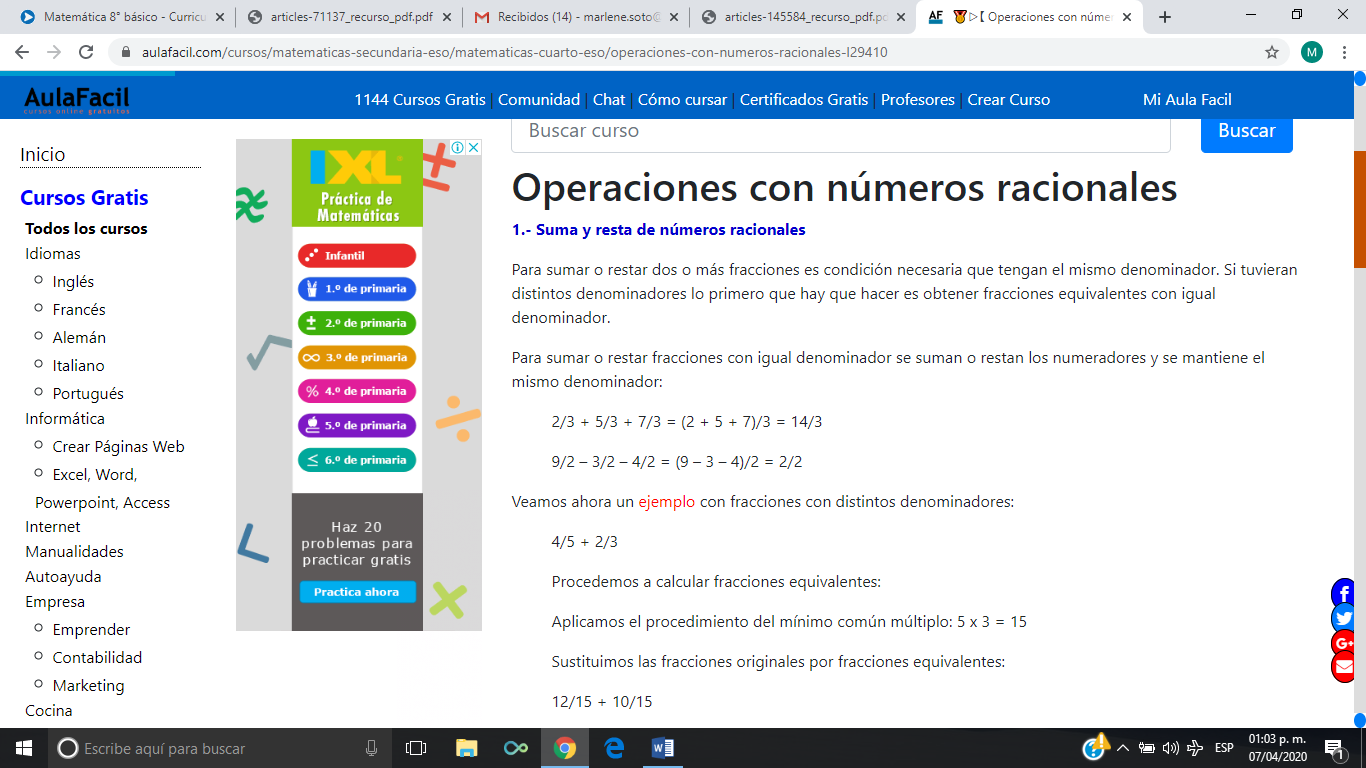 Matemática 8° básico - Curricu
articles-71137_recurso_pdf.pdf
Recibidos (14) - marlene.soto@
articles-145584_recurso_pdf.pd
AF ▷【 Operaciones con númer
aulafacil.com/cursos/matematicas-secundaria-eso/matematicas-cuarto-eso/operaciones-con-numeros-racionales-l29410
M
AulaFacil
cursos online gratuitos
1144 Cursos Gratis | Comunidad | Chat | Cómo cursar | Certificados Gratis | Profesores | Crear Curso
Mi Aula Facil
Buscar curso
Buscar
Inicio
Cursos Gratis
Todos los cursos
Idiomas
Inglés
Francés
Alemán
Italiano
Portugués
Informática
Crear Páginas Web
Excel, Word,
Powerpoint, Access
Internet
Manualidades
Autoayuda
Empresa
Emprender
Contabilidad
Marketing
Cocina
IXL
Práctica de
Matemáticas
Infantil
1.º de primaria
± 2.º de primaria
∞ 3.º de primaria
% 4.º de primaria
5.º de primaria
≤ 6.º de primaria
Haz 20
problemas para
practicar gratis
Practica ahora
Operaciones con números racionales
1.- Suma y resta de números racionales
Para sumar o restar dos o más fracciones es condición necesaria que tengan el mismo denominador. Si tuvieran
distintos denominadores lo primero que hay que hacer es obtener fracciones equivalentes con igual
denominador.
Para sumar o restar fracciones con igual denominador se suman o restan los numeradores y se mantiene el
mismo denominador:
2/3 + 5/3 + 7/3 = (2 + 5 + 7)/3 = 14/3
9/2 – 3/2 – 4/2 = (9 – 3 – 4)/2 = 2/2
Veamos ahora un ejemplo con fracciones con distintos denominadores:
4/5 + 2/3
Procedemos a calcular fracciones equivalentes:
Aplicamos el procedimiento del mínimo común múltiplo: 5 x 3 = 15
Sustituimos las fracciones originales por fracciones equivalentes:
12/15 + 10/15
f
G+
Escribe aquí para buscar
ESP
01:03 p. m.
07/04/2020
1